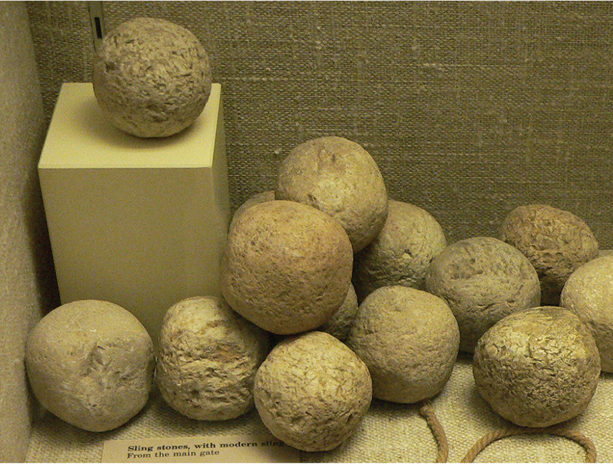 Sling stones, with modern sling
From the main gate